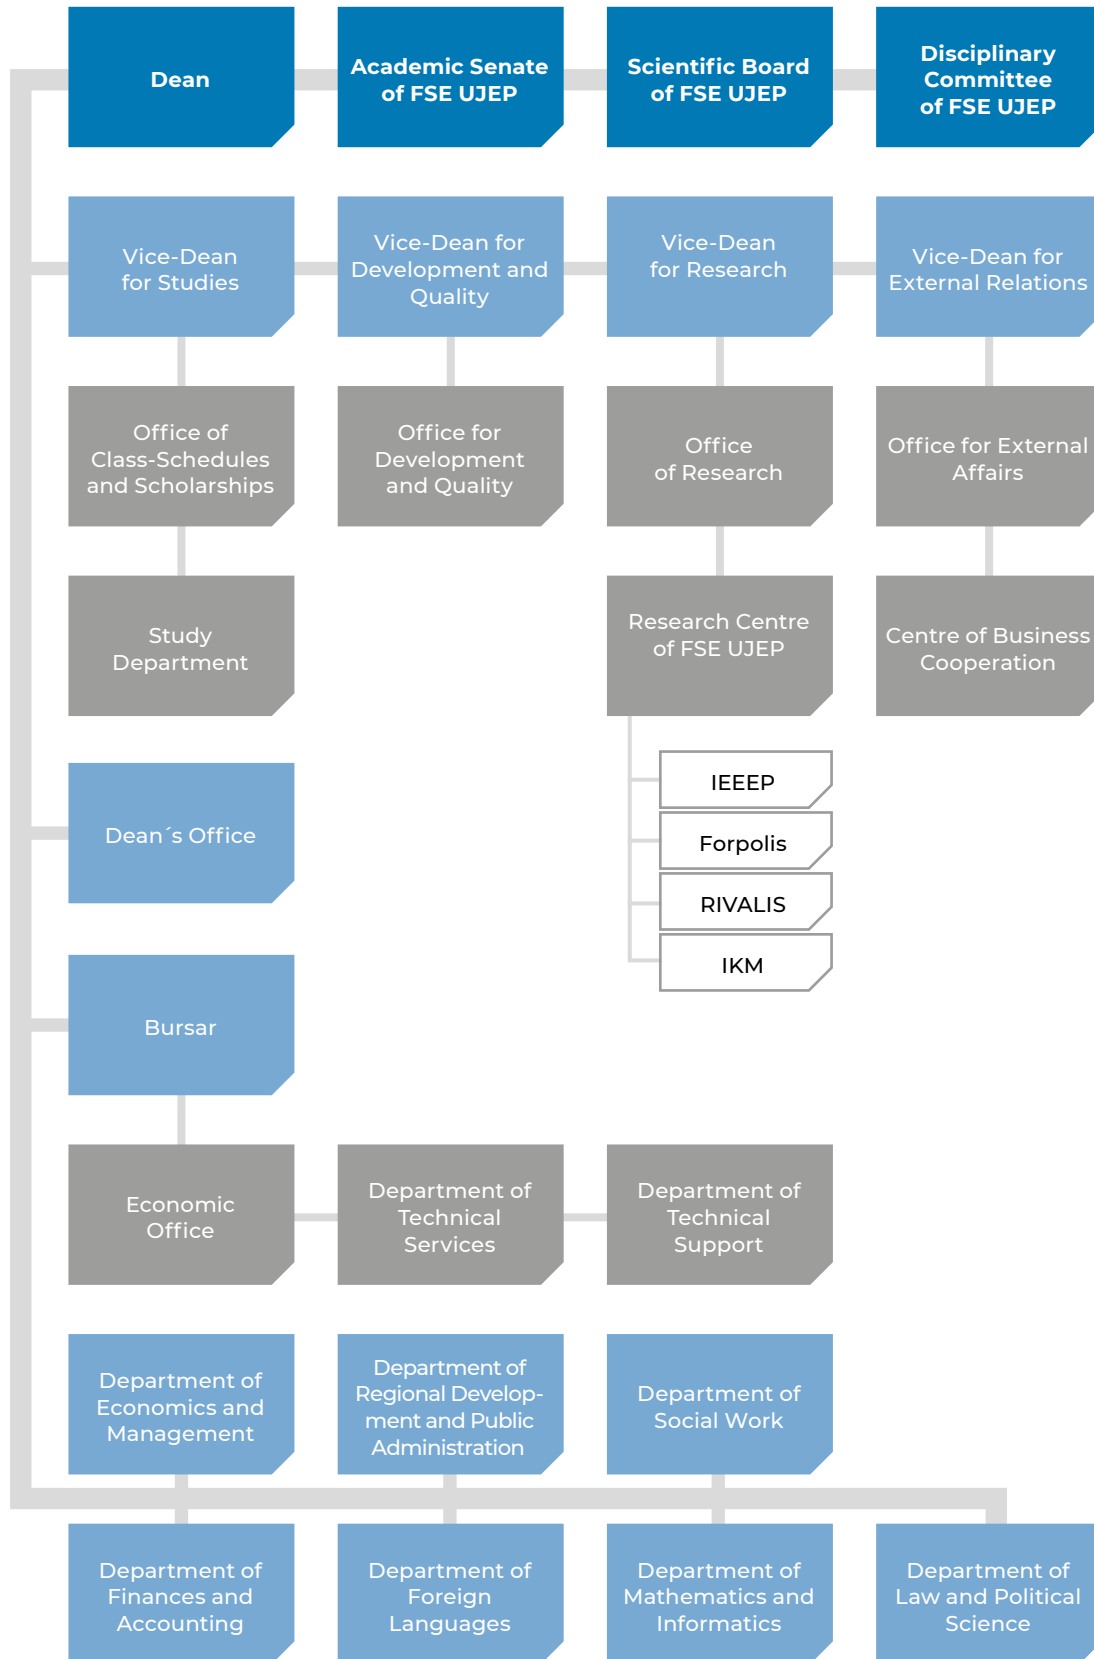 Dean
Academic Senate
of FSE UJEP
Scientific Board
of FSE UJEP
Disciplinary
Committee
of FSE UJEP
Vice-Dean
for Studies
Vice-Dean for
Development and
Quality
Vice-Dean
for Research
Vice-Dean for
External Relations
Office of
Class-Schedules
and Scholarships
Office for
Development
and Quality
Office
of Research
Office for External
Affairs
Study
Department
Research Centre
of FSE UJEP
Centre of Business
Cooperation
IEEEP
Forpolis
RIVALIS
IKM
Dean´s Office
Bursar
Economic
Office
Department of
Technical
Services
Department of
Technical
Support
Department of
Economics and
Management
Department of
Regional Develop-
ment and Public
Administration
Department of
Social Work
Department of
Finances and
Accounting
Department of
Foreign
Languages
Department of
Mathematics and
Informatics
Department of
Law and Political
Science